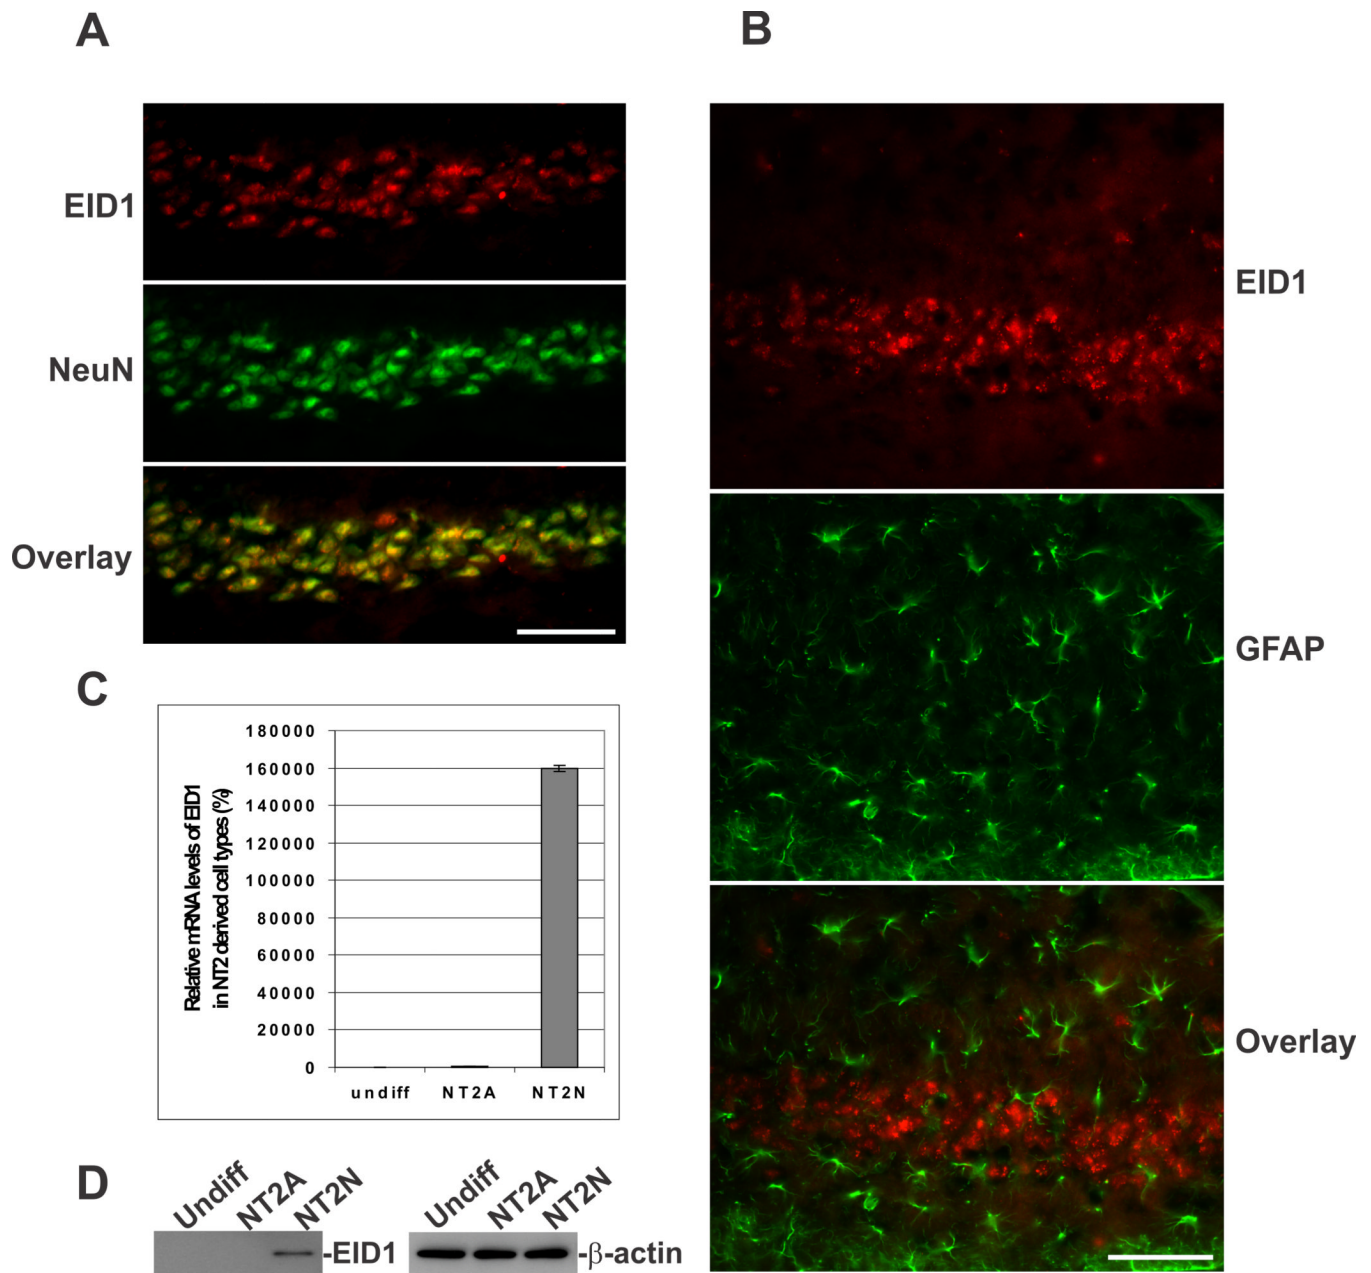 A
EID1
NeuN
Overlay
B
EID1
GFAP
Overlay
C
Relative mRNA levels of EID1
in NT2 derived cell types (%)
180000
160000
140000
120000
100000
80000
60000
40000
20000
0
undiff NT2A NT2N
D
Undiff NT2A NT2N
-EID1
Undiff NT2A NT2N
-β-actin